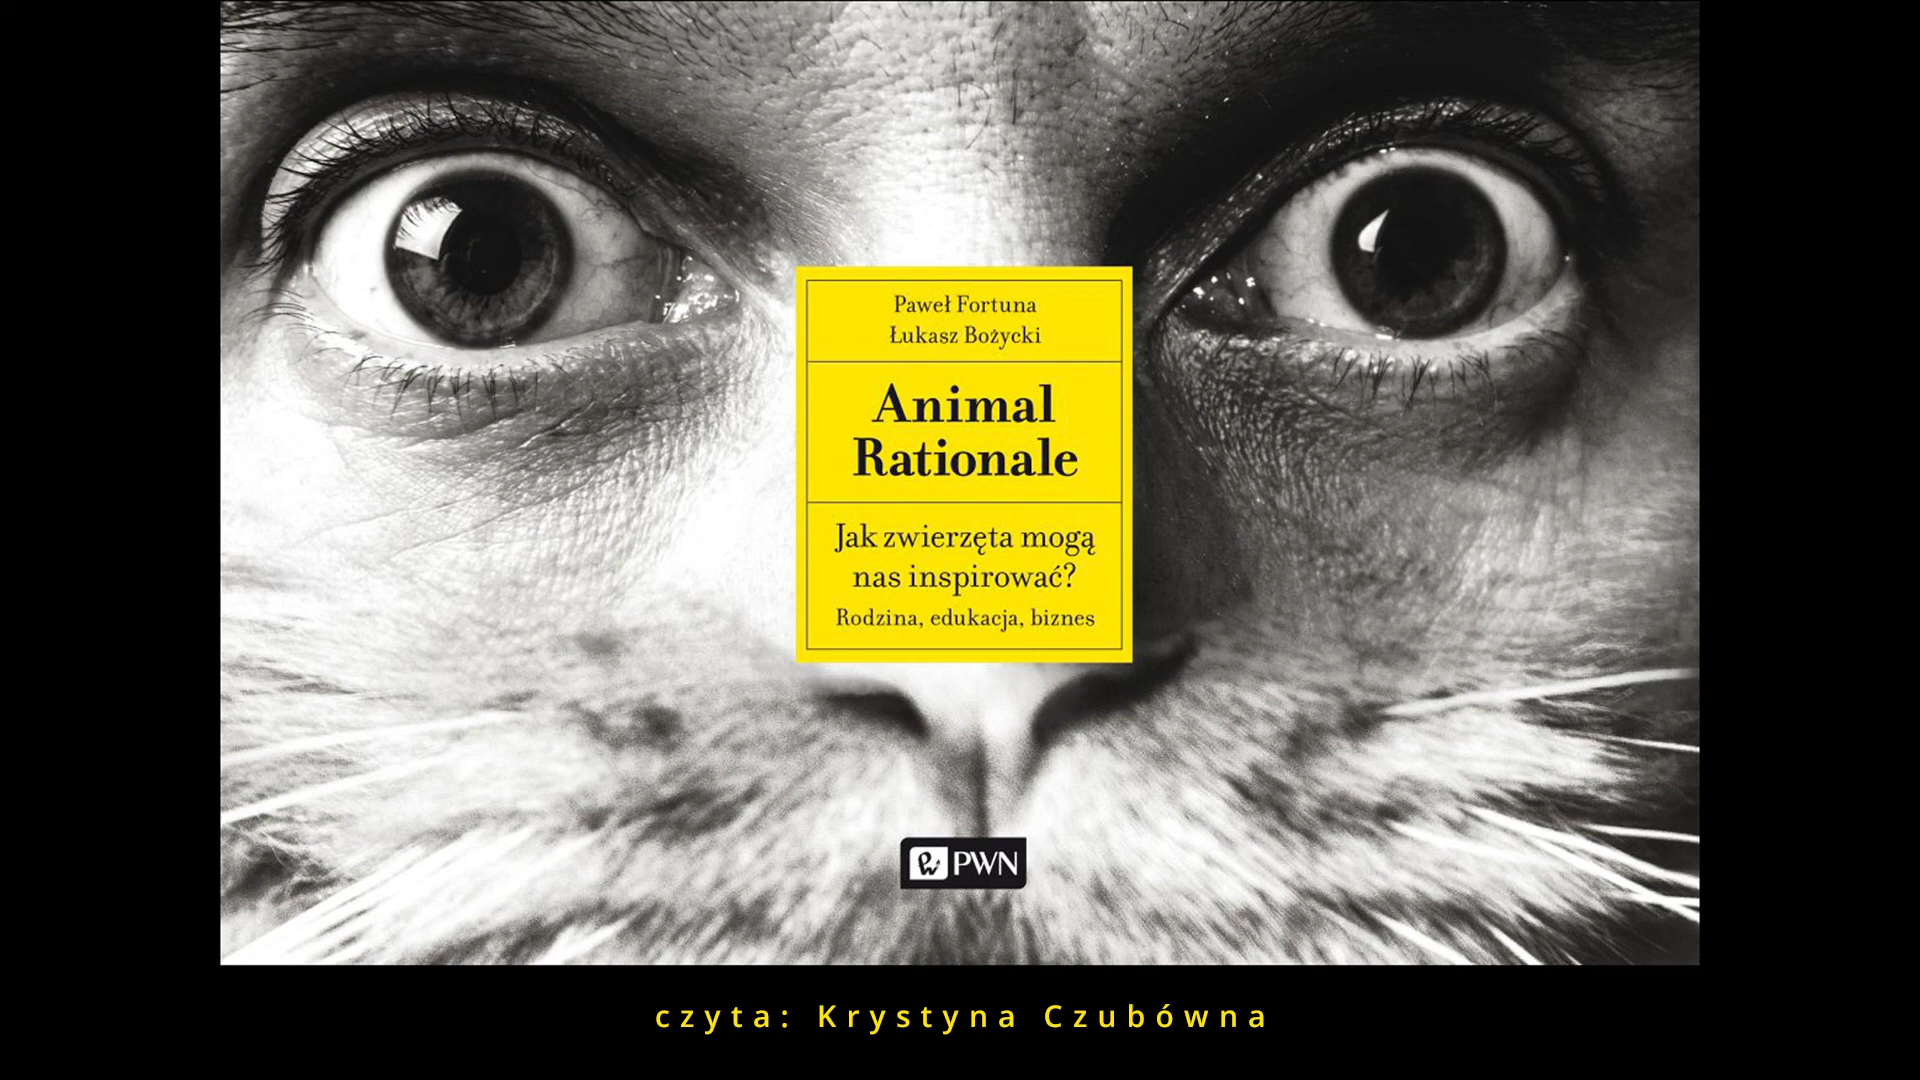 Paweł Fortuna
Łukasz Bożycki
Animal
Rationale
Jak zwierzęta mogą
nas inspirować?
Rodzina, edukacja, biznes
PWN
czyta: Krystyna Czubówna